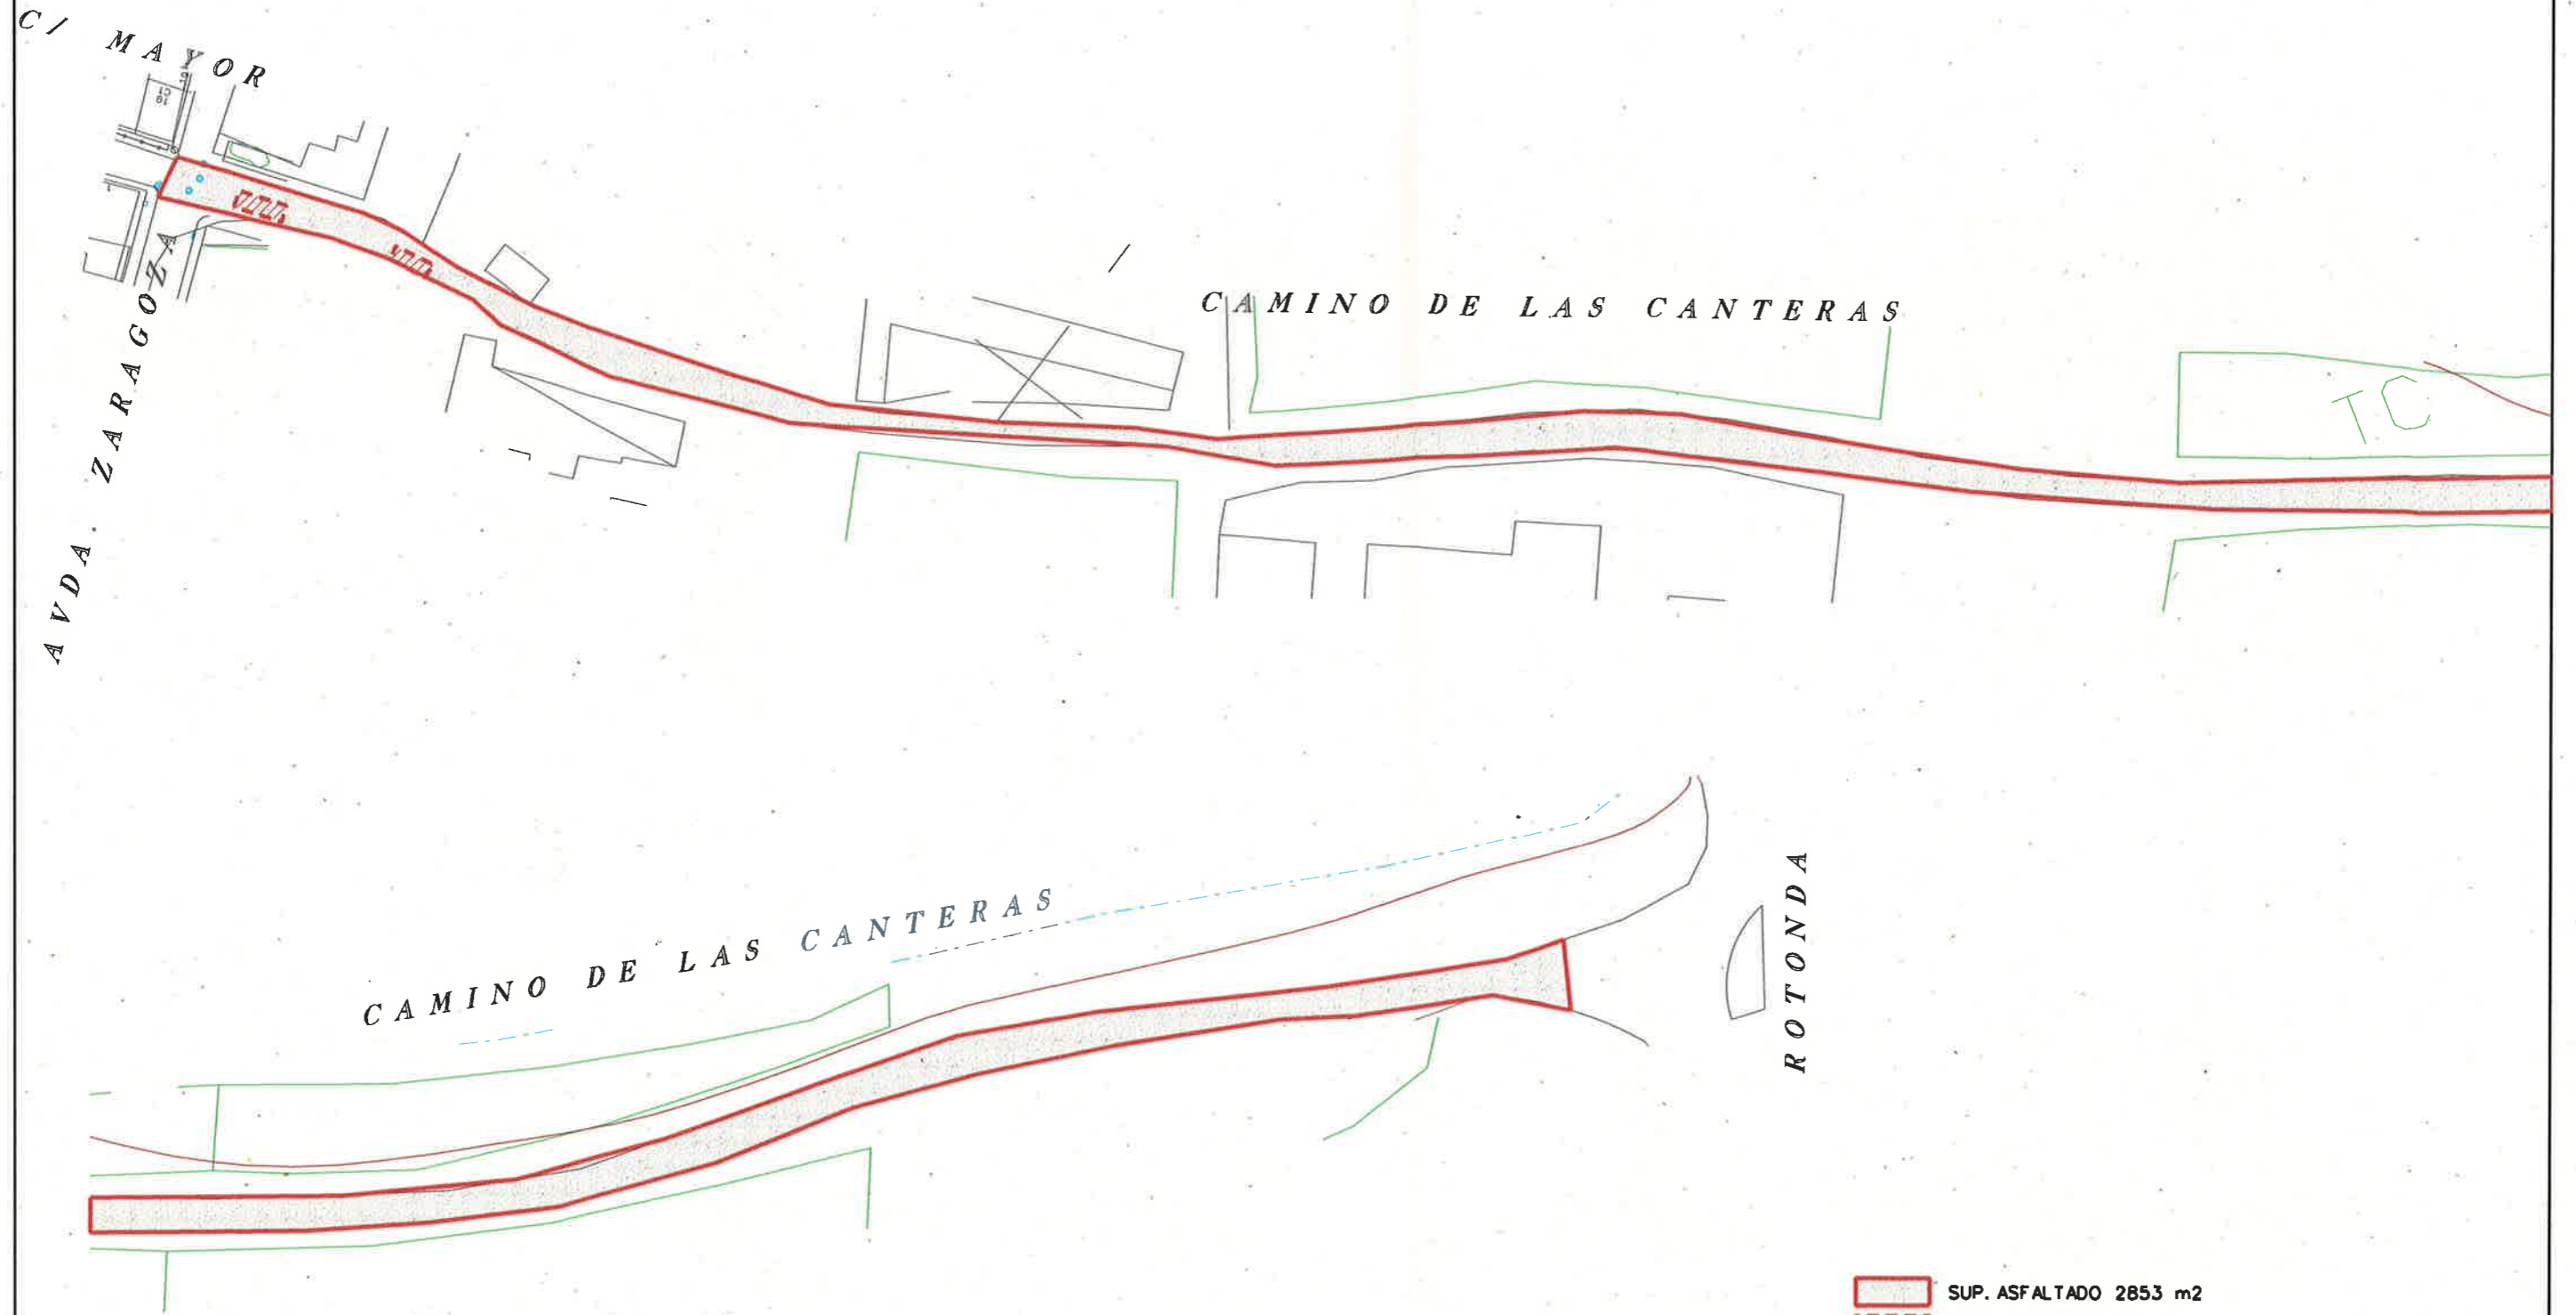 C/ MAYOR
AVDA. ZARAGOZA
CAMINO DE LAS CANTERAS
TC
CAMINO DE LAS CANTERAS
ROTONDA
SUP. ASFALTADO 2853 m2